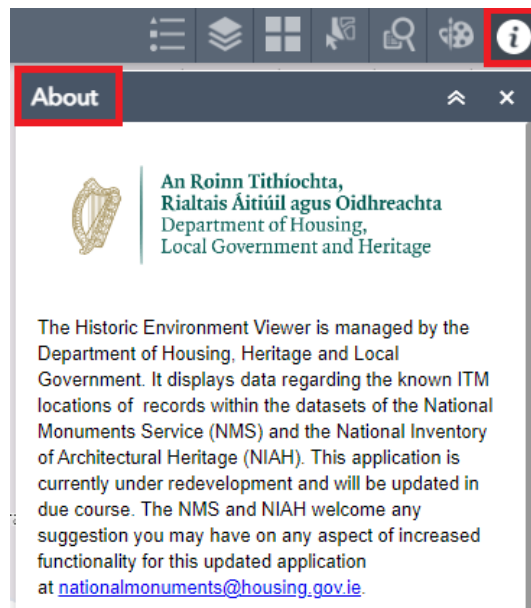 About
An Roinn Tithíochta,
Rialtais Áitiúil agus Oidhreachta
Department of Housing,
Local Government and Heritage
The Historic Environment Viewer is managed by the
Department of Housing, Heritage and Local
Government. It displays data regarding the known ITM
locations of records within the datasets of the National
Monuments Service (NMS) and the National Inventory
of Architectural Heritage (NIAH). This application is
currently under redevelopment and will be updated in
due course. The NMS and NIAH welcome any
suggestion you may have on any aspect of increased
functionality for this updated application
at nationalmonuments@housing.gov.ie.